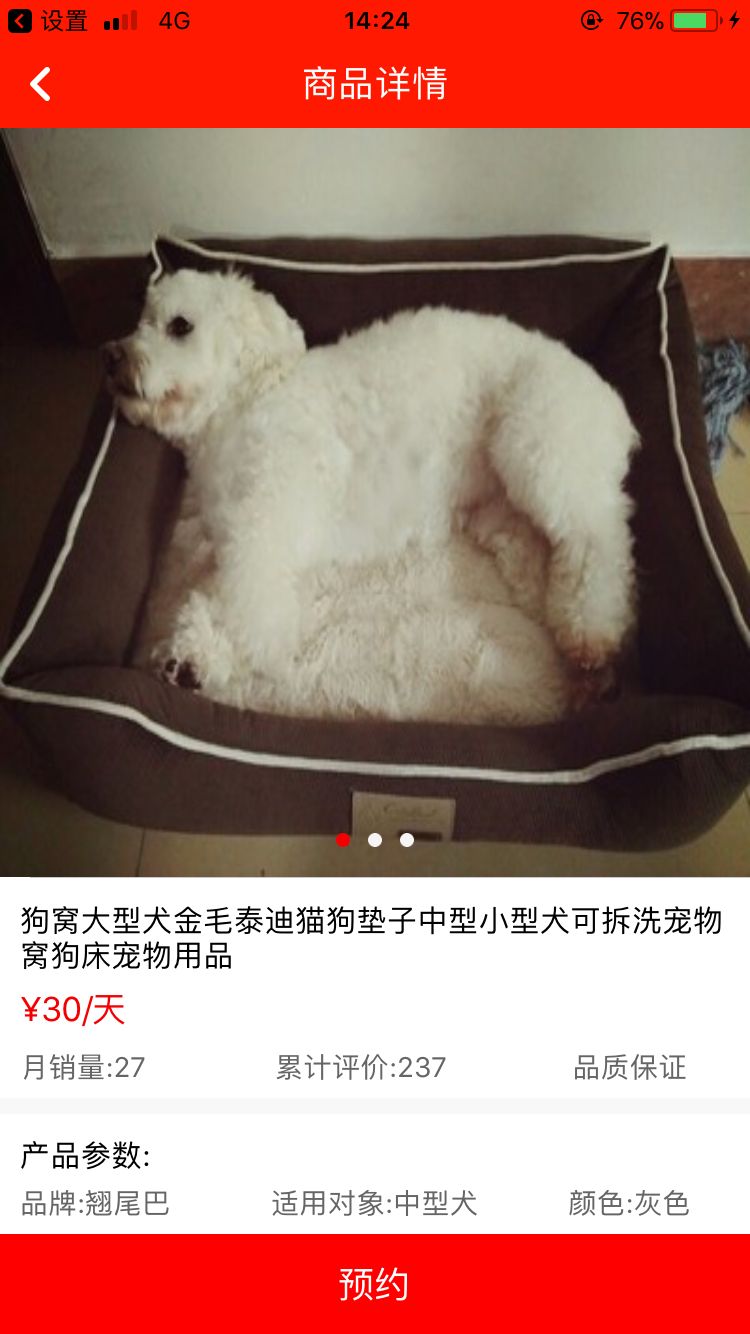 设置 4G 14:24 76%
商品详情
狗窝大型犬金毛泰迪猫狗垫子中型小型犬可拆洗宠物
窝狗床宠物用品
¥30/天
月销量:27 累计评价:237 品质保证
产品参数:
品牌:翘尾巴 适用对象:中型犬 颜色:灰色
预约